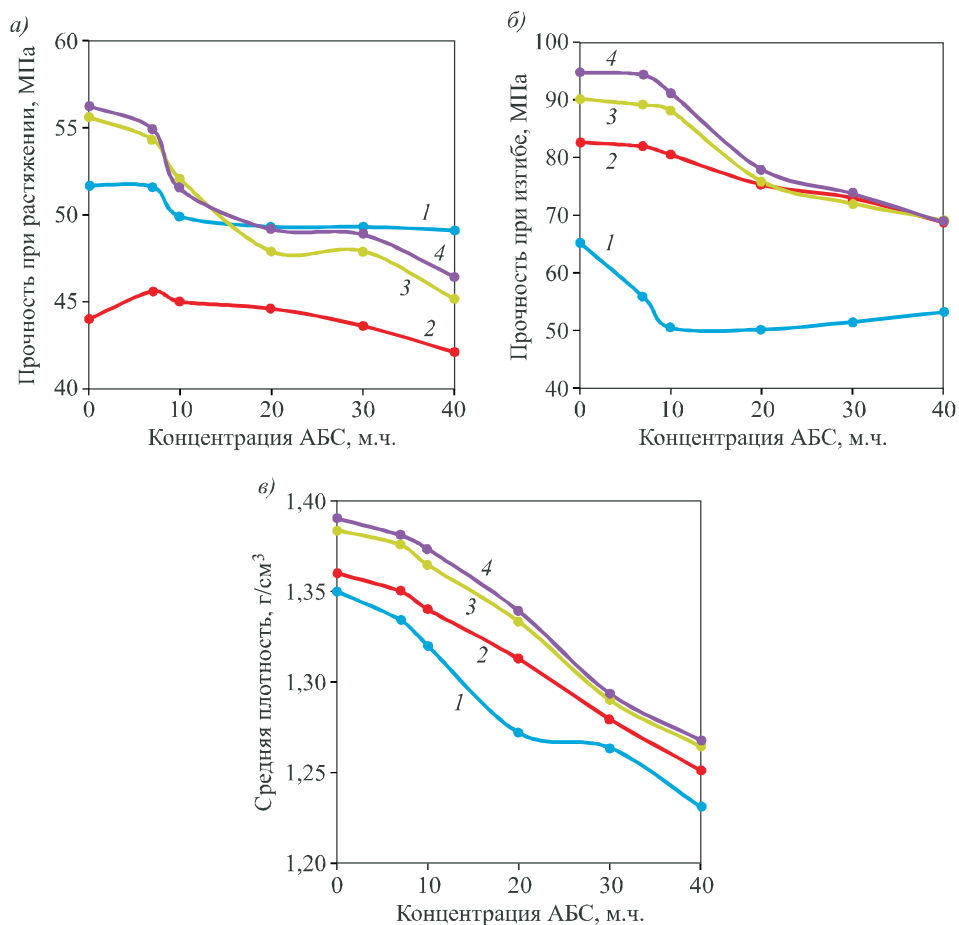 а)
Прочность при растяжении, МПа
60
55
50
45
40
1
4
3
2
0 10 20 30 40
Концентрация АБС, м.ч.
б)
Прочность при изгибе, МПа
100
90
80
70
60
50
40
4
3
2
1
0 10 20 30 40
Концентрация АБС, м.ч.
в)
Средняя плотность, г/см³
1,40
1,35
1,30
1,25
1,20
4
3
2
1
0 10 20 30 40
Концентрация АБС, м.ч.